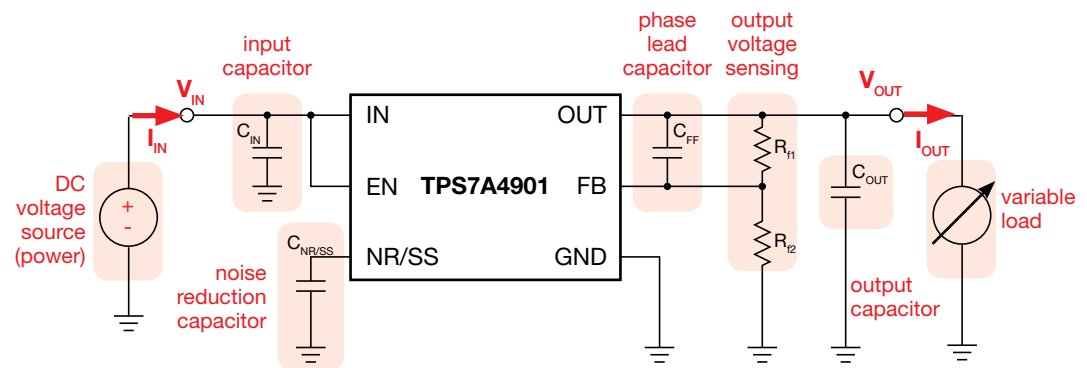 input
capacitor
phase
lead
capacitor
output
voltage
sensing
V_IN
I_IN
C_IN
IN
EN
NR/SS
TPS7A4901
OUT
FB
GND
C_FF
R_f1
R_f2
V_OUT
I_OUT
C_OUT
DC
voltage
source
(power)
+
-
C_NR/SS
noise
reduction
capacitor
output
capacitor
variable
load